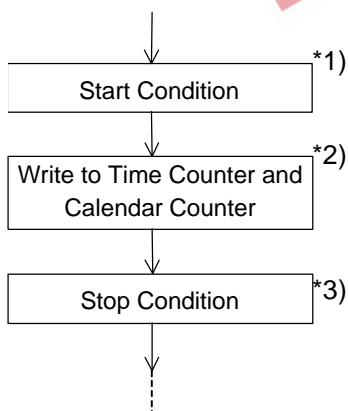 *1)
Start Condition
*2)
Write to Time Counter and
Calendar Counter
*3)
Stop Condition